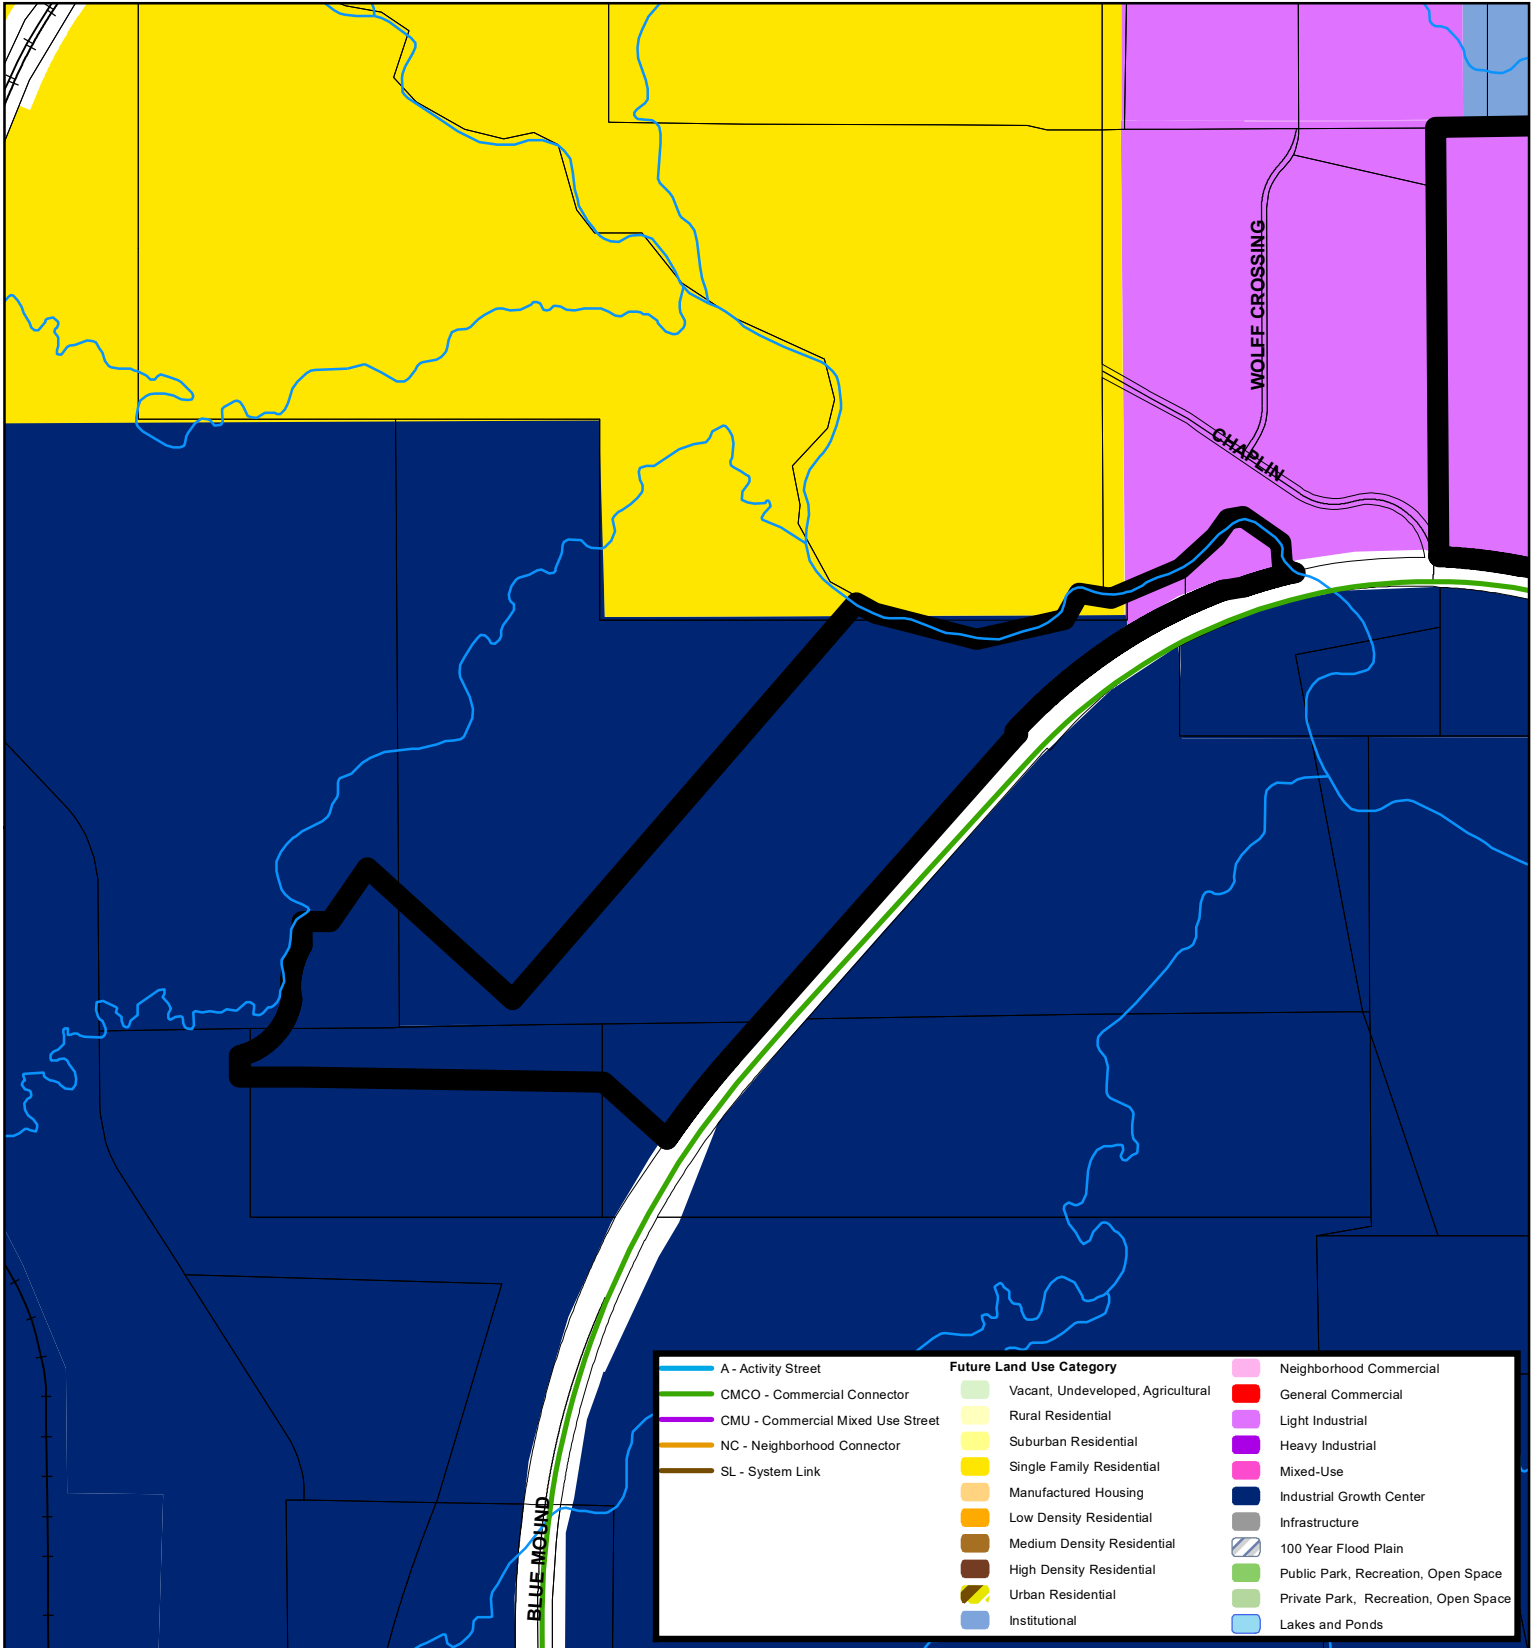 WOLFF CROSSING
CHAPLIN
BLUE MOUND
A - Activity Street
CMCO - Commercial Connector
CMU - Commercial Mixed Use Street
NC - Neighborhood Connector
SL - System Link
Future Land Use Category
Vacant, Undeveloped, Agricultural
Rural Residential
Suburban Residential
Single Family Residential
Manufactured Housing
Low Density Residential
Medium Density Residential
High Density Residential
Urban Residential
Institutional
Neighborhood Commercial
General Commercial
Light Industrial
Heavy Industrial
Mixed-Use
Industrial Growth Center
Infrastructure
100 Year Flood Plain
Public Park, Recreation, Open Space
Private Park, Recreation, Open Space
Lakes and Ponds